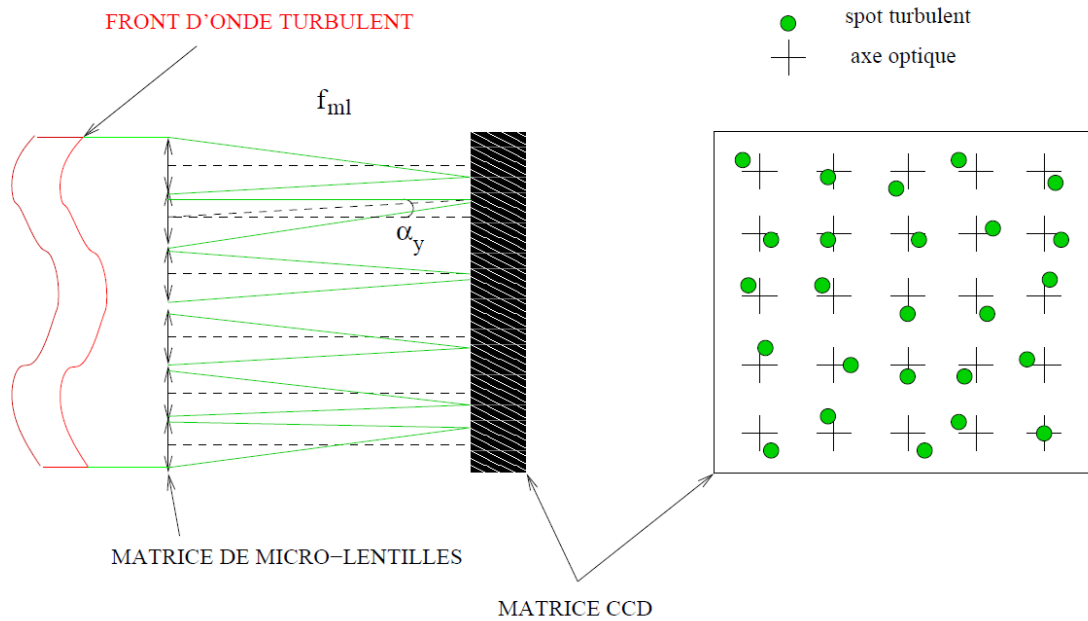 FRONT D'ONDE TURBULENT
spot turbulent
axe optique
f_ml
α_y
MATRICE DE MICRO−LENTILLES
MATRICE CCD